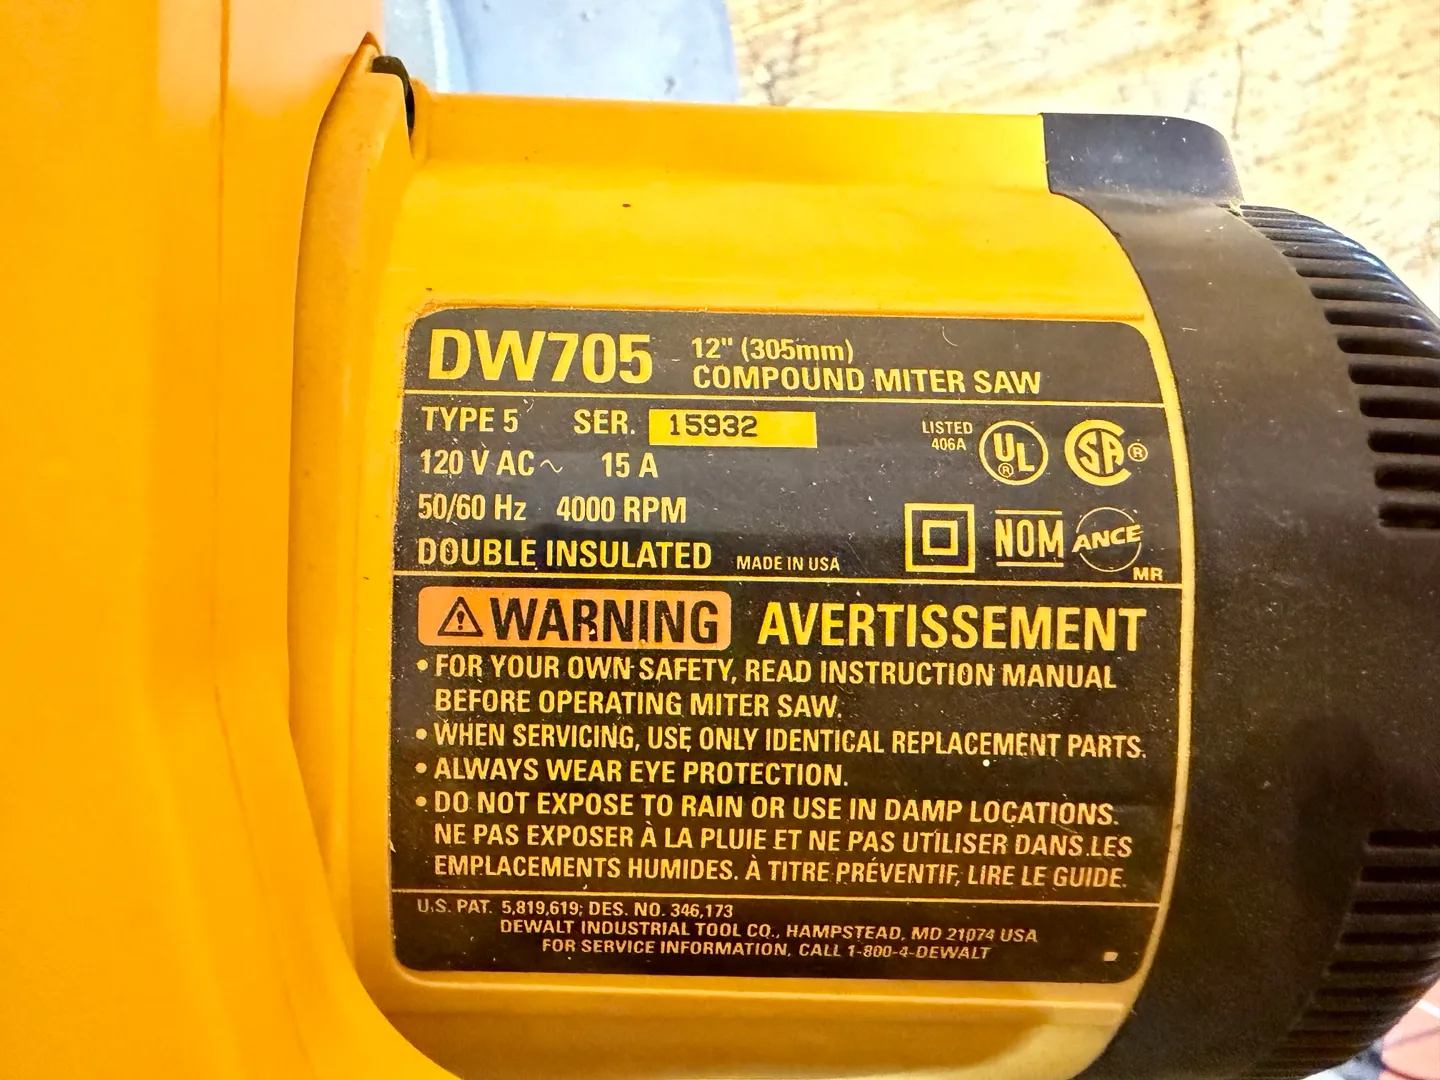 DW705 12" (305mm)
COMPOUND MITER SAW
TYPE 5 SER. 15932
LISTED
406A
UL ®
SA ®
120 V AC ~ 15 A
50/60 Hz 4000 RPM
NOM
ANCE
MR
DOUBLE INSULATED MADE IN USA
WARNING AVERTISSEMENT
• FOR YOUR OWN SAFETY, READ INSTRUCTION MANUAL
BEFORE OPERATING MITER SAW.
• WHEN SERVICING, USE ONLY IDENTICAL REPLACEMENT PARTS.
• ALWAYS WEAR EYE PROTECTION.
• DO NOT EXPOSE TO RAIN OR USE IN DAMP LOCATIONS.
NE PAS EXPOSER À LA PLUIE ET NE PAS UTILISER DANS LES
EMPLACEMENTS HUMIDES. À TITRE PRÉVENTIF, LIRE LE GUIDE.
U.S. PAT. 5,819,619; DES. NO. 346,173
DEWALT INDUSTRIAL TOOL CO., HAMPSTEAD, MD 21074 USA
FOR SERVICE INFORMATION, CALL 1-800-4-DEWALT